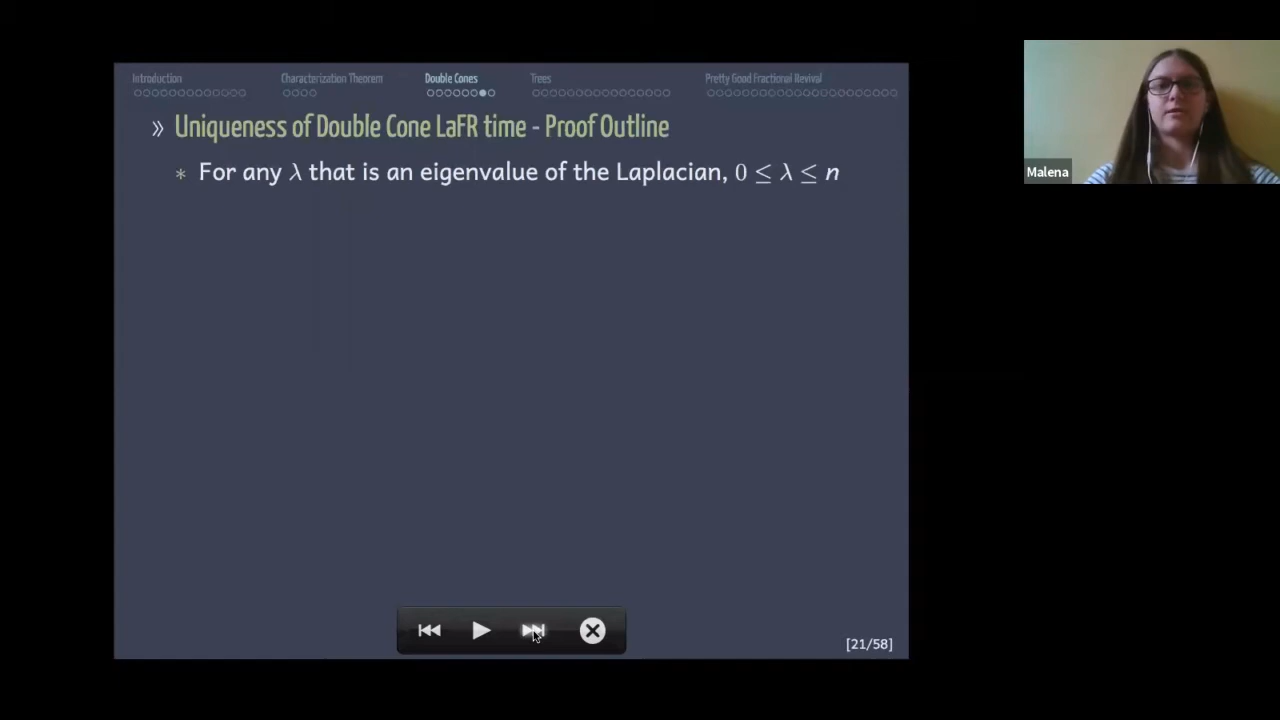 Introduction
Characterization Theorem
Double Cones
Trees
Pretty Good Fractional Revival
» Uniqueness of Double Cone LaFR time - Proof Outline
* For any λ that is an eigenvalue of the Laplacian, 0 ≤ λ ≤ n
[21/58]
Malena